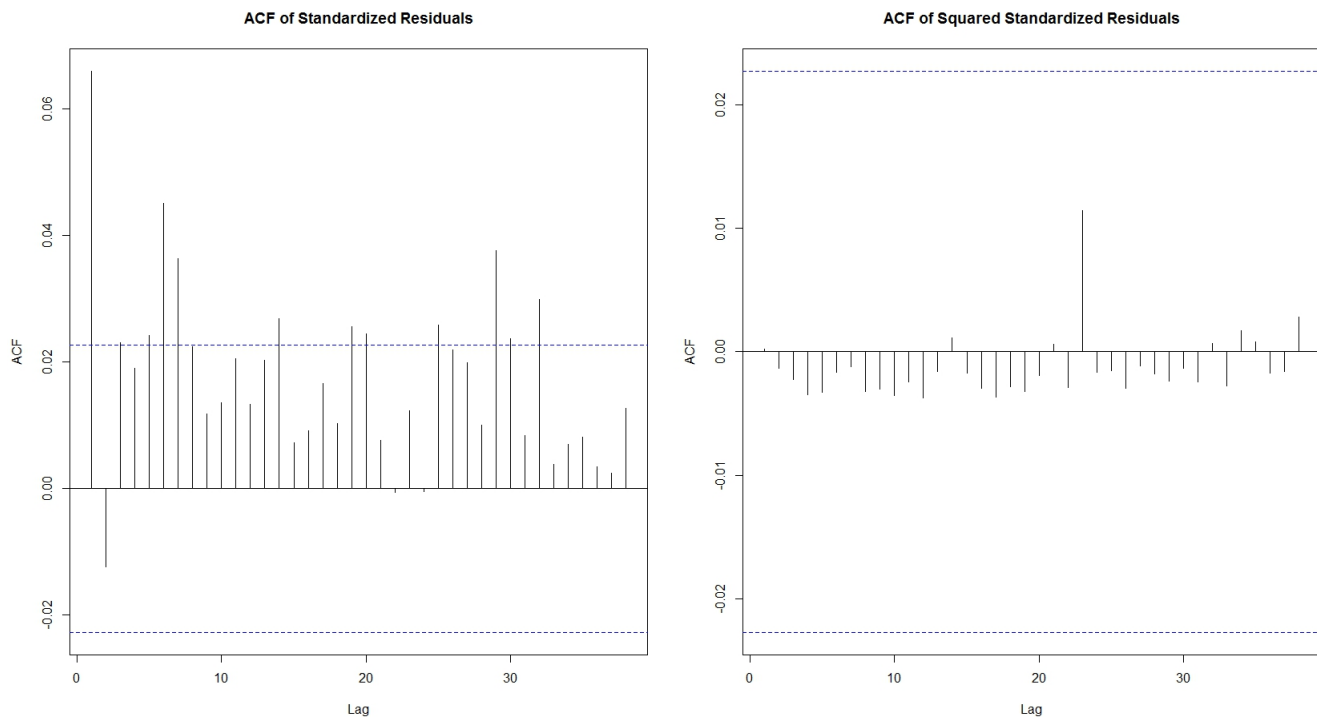 ACF of Standardized Residuals
ACF
0.06
0.04
0.02
0.00
-0.02
0 10 20 30
Lag
ACF of Squared Standardized Residuals
ACF
0.02
0.01
0.00
-0.01
-0.02
0 10 20 30
Lag